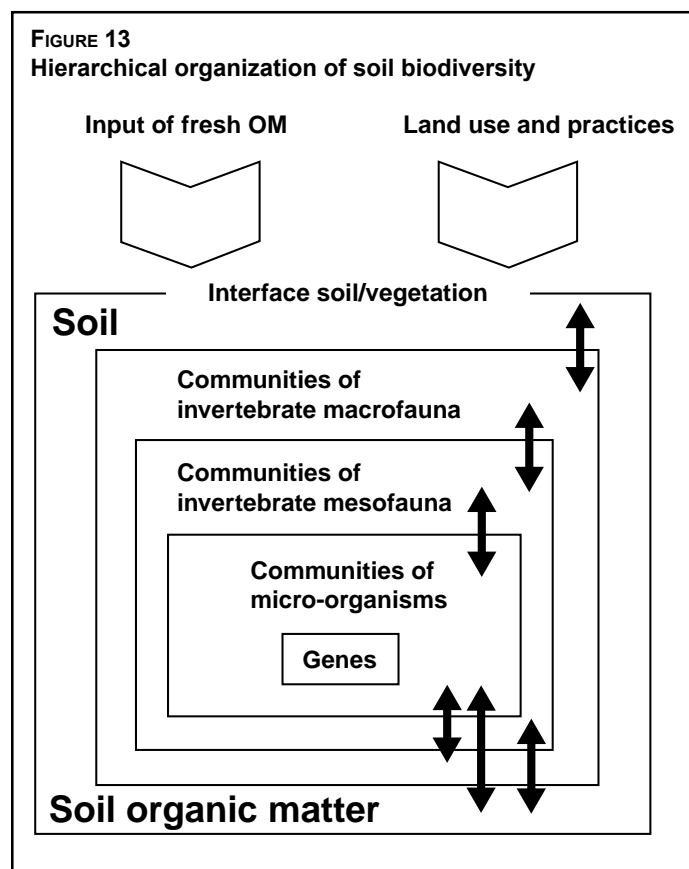 FIGURE 13
Hierarchical organization of soil biodiversity
Input of fresh OM
Land use and practices
Interface soil/vegetation
Soil
Communities of
invertebrate macrofauna
Communities of
invertebrate mesofauna
Communities of
micro-organisms
Genes
Soil organic matter